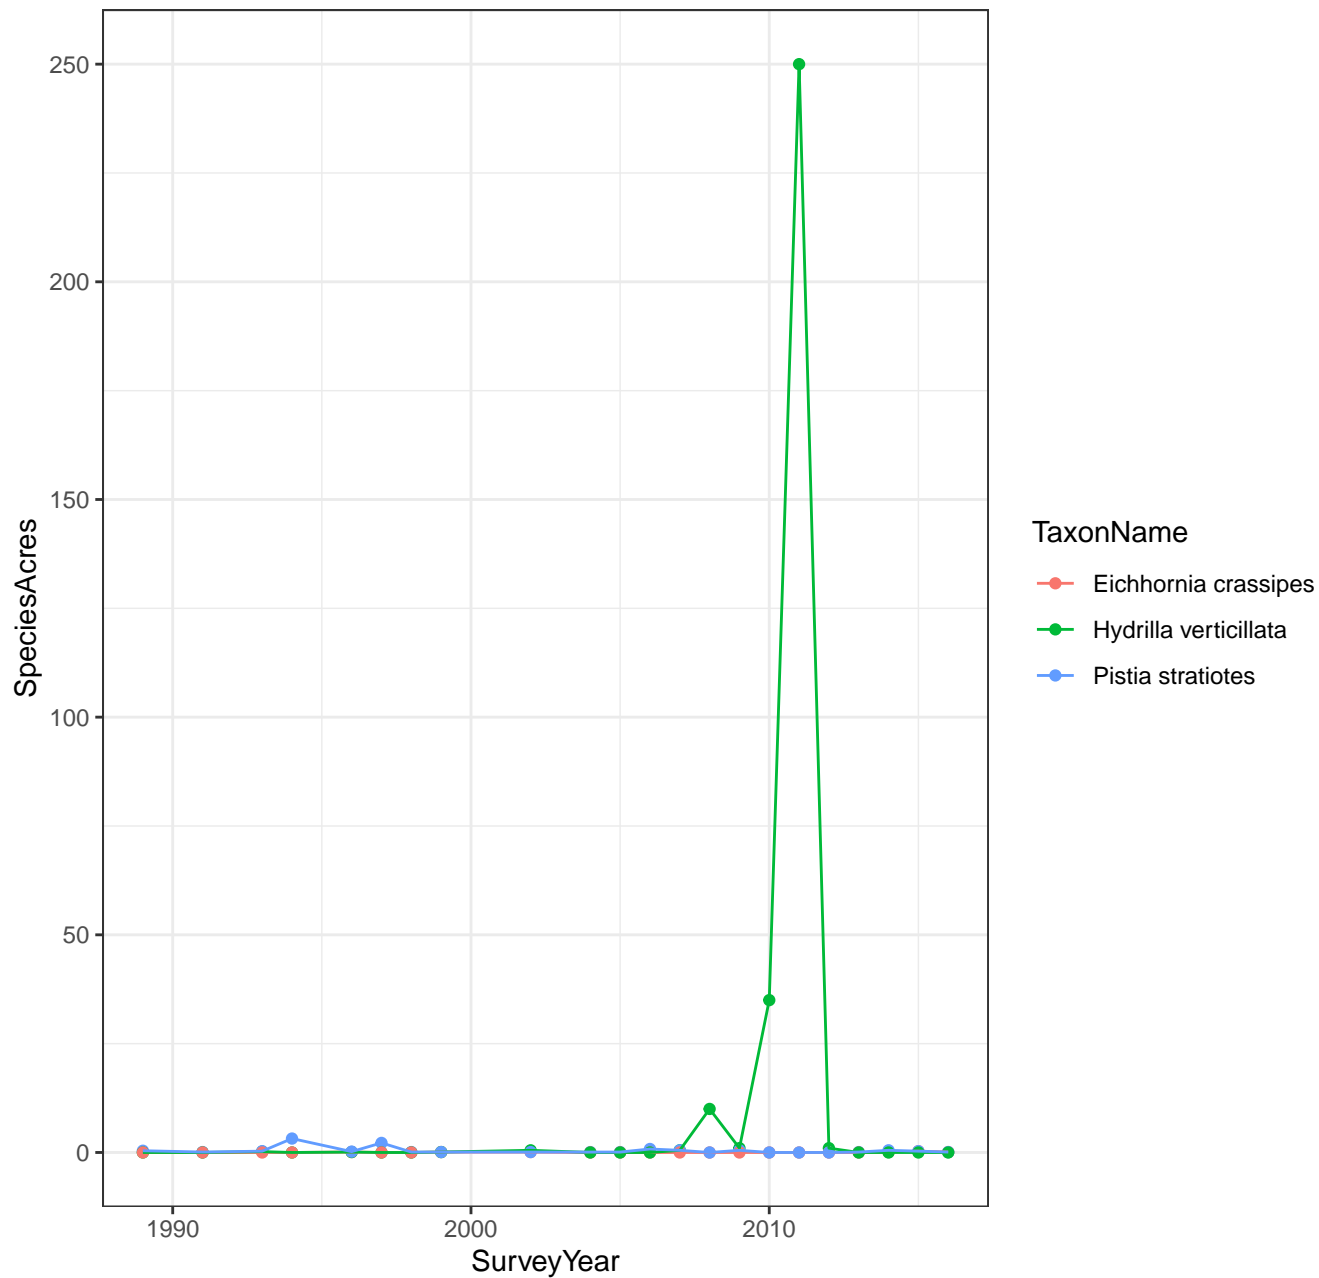 250
200
150
100
50
0
SpeciesAcres
1990 2000 2010
SurveyYear
TaxonName
Eichhornia crassipes
Hydrilla verticillata
Pistia stratiotes